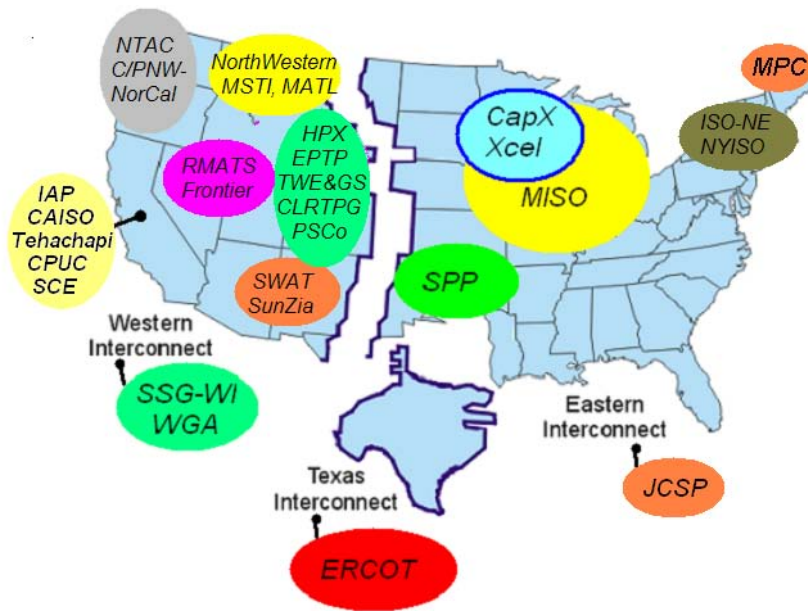 NTAC
C/PNW-
NorCal
NorthWestern
MSTI, MATL
MPC
CapX
Xcel
ISO-NE
NYISO
HPX
EPTP
TWE&GS
CLRTPG
PSCo
RMATS
Frontier
MISO
IAP
CAISO
Tehachapi
CPUC
SCE
SWAT
SunZia
SPP
Western
Interconnect
SSG-WI
WGA
Eastern
Interconnect
Texas
Interconnect
JCSP
ERCOT